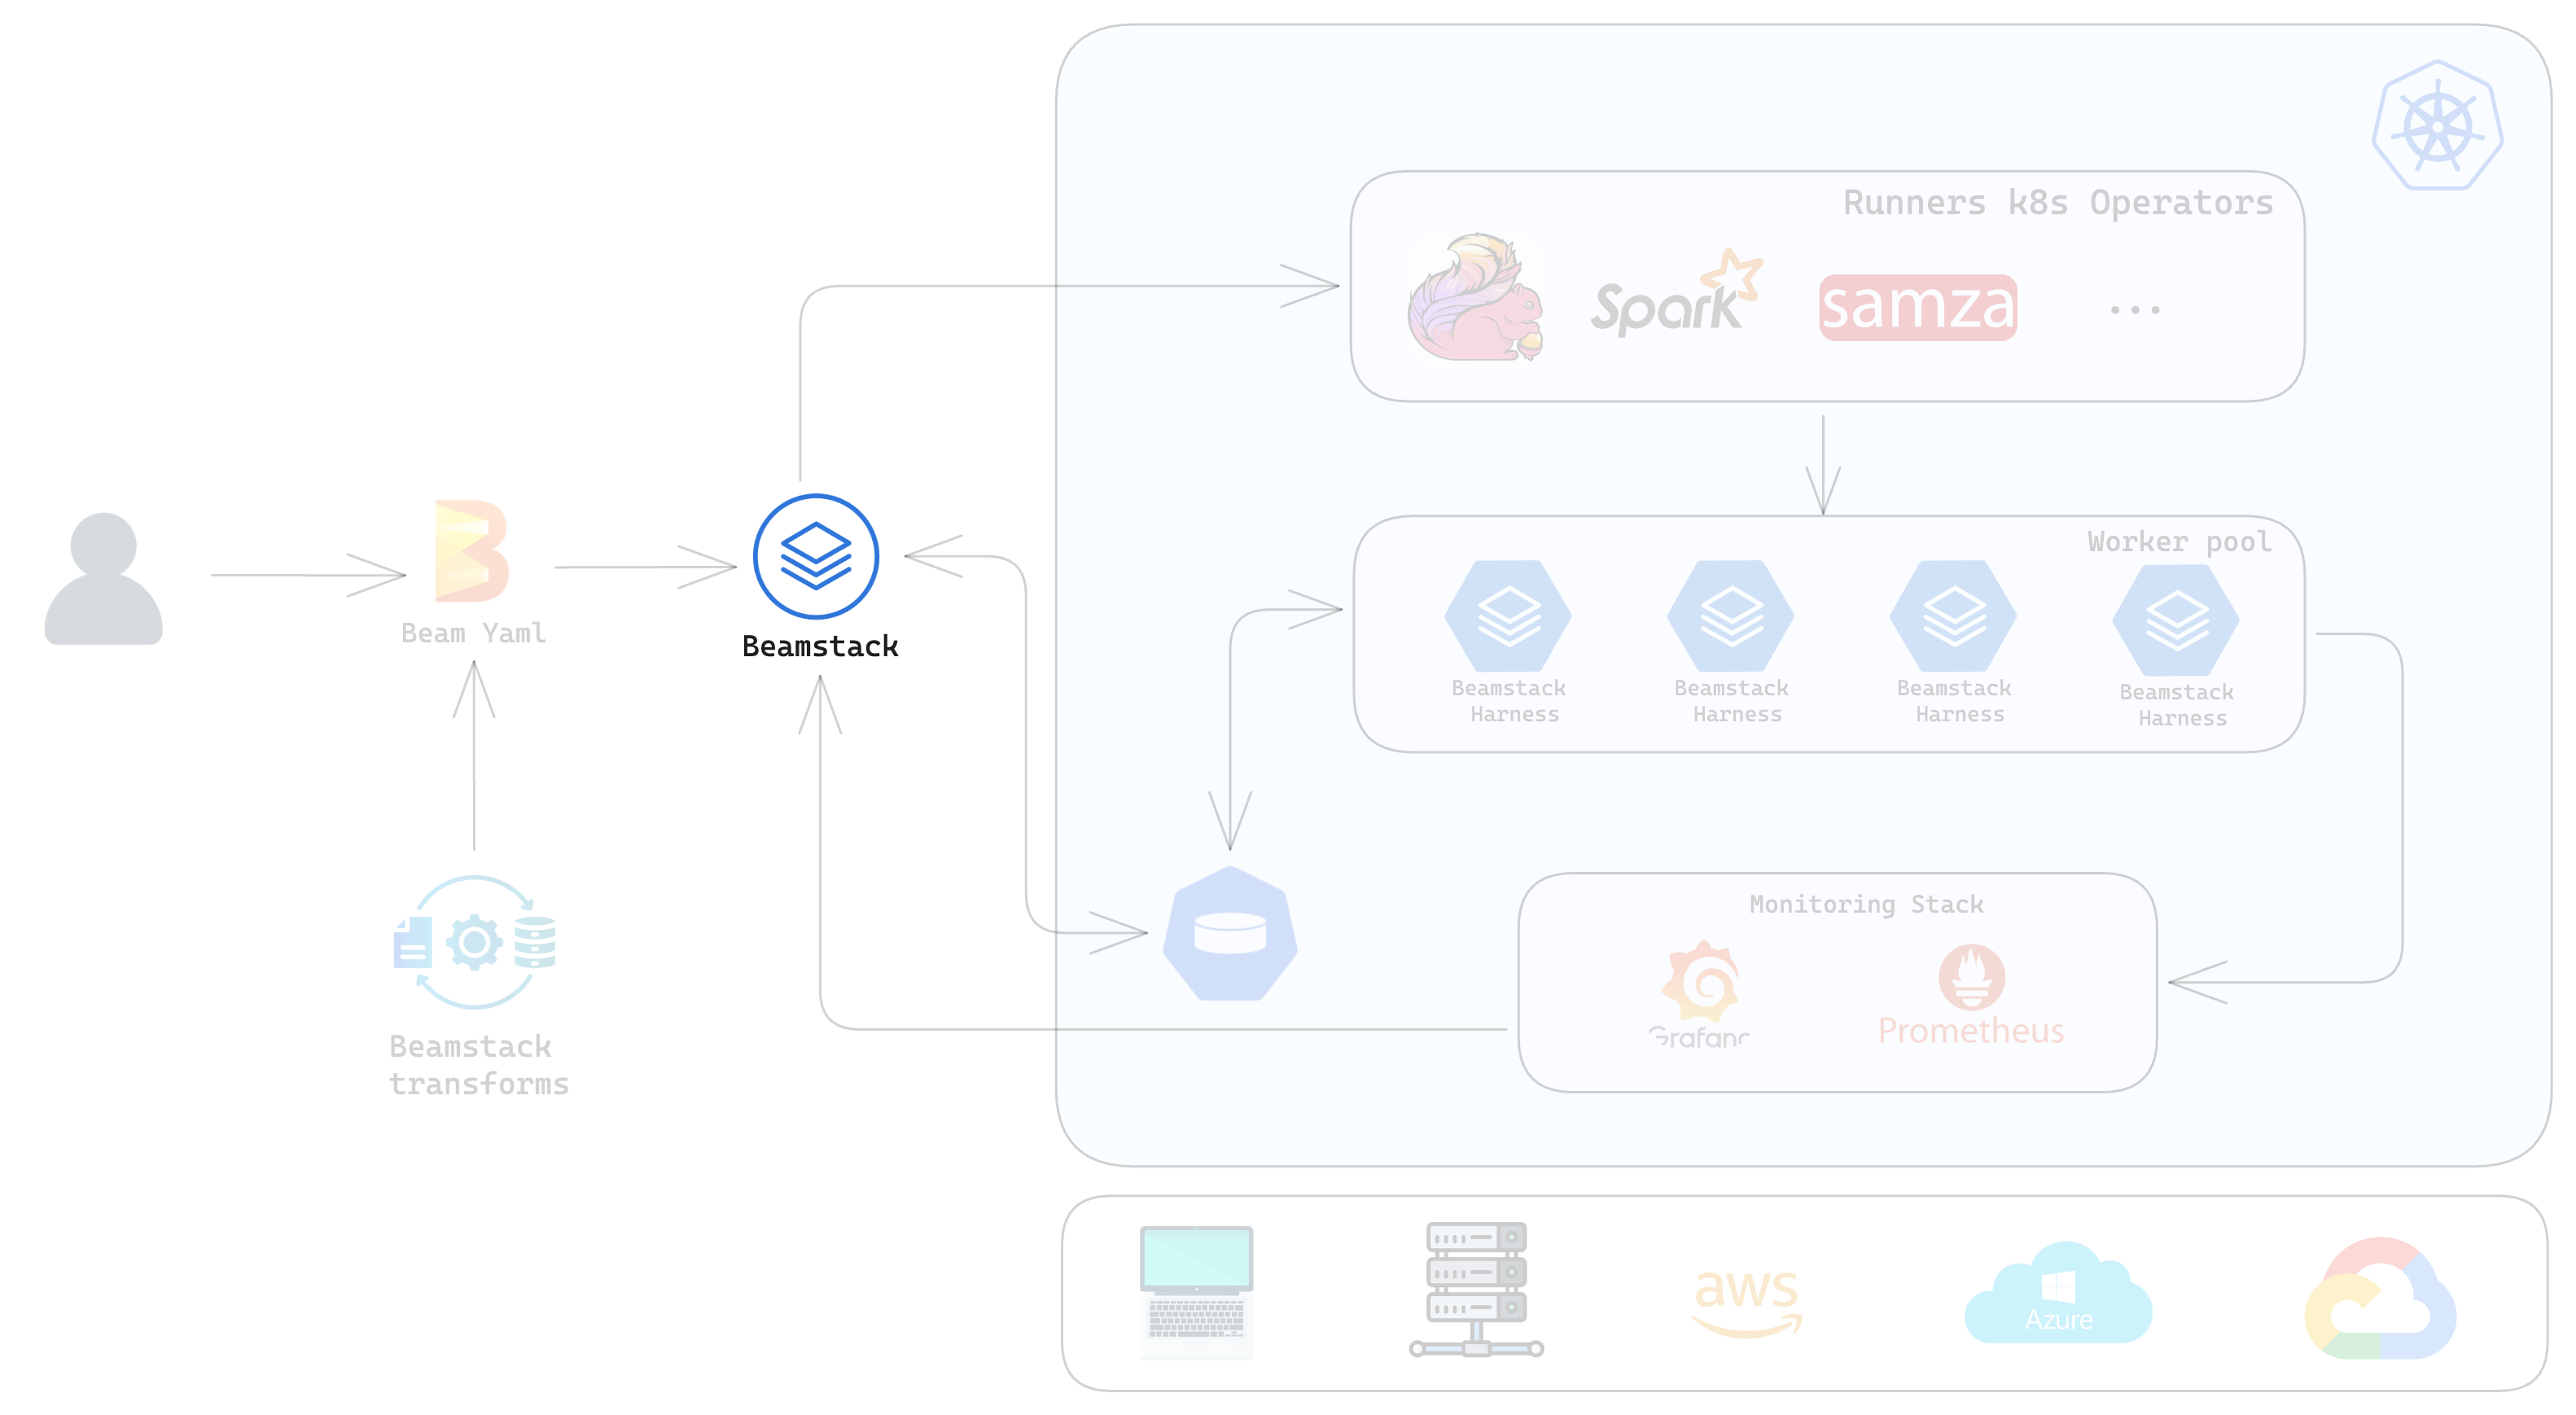 Runners k8s Operators
Spark
samza
...
Worker pool
Beam Yaml
Beamstack
Beamstack
Harness
Beamstack
Harness
Beamstack
Harness
Beamstack
Harness
Monitoring Stack
Grafana
Prometheus
Beamstack
transforms
aws
Azure